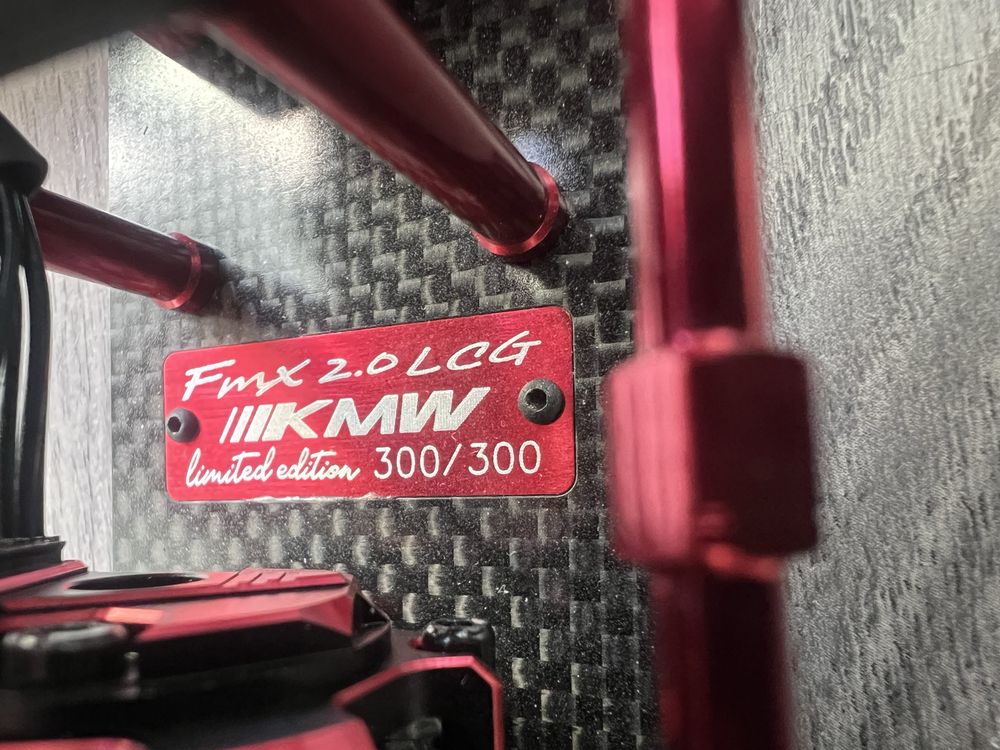 Fmx 2.0 LCG
KMW
limited edition 300/300